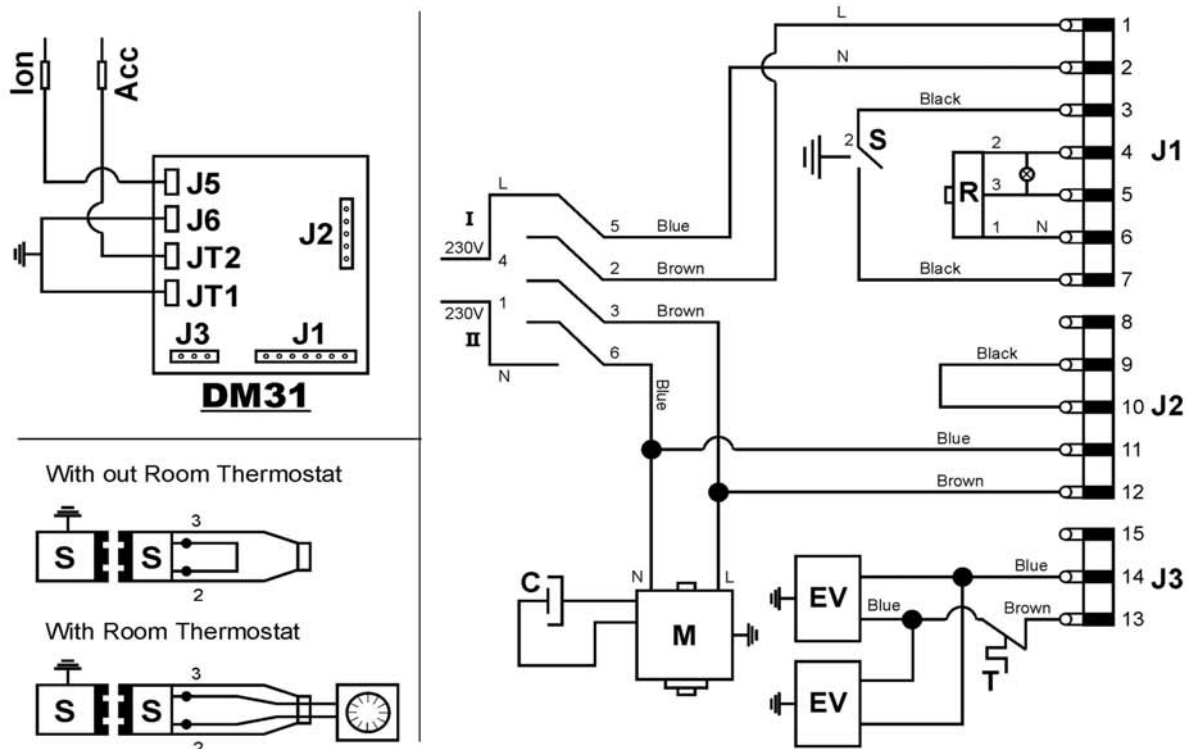 Ion
Acc
J5
J6
JT2
JT1
J2
J3
J1
DM31
With out Room Thermostat
S
S
3
2
With Room Thermostat
S
S
3
2
L
1
N
2
Black
3
2
S
2
4
J1
R
3
5
1
N
6
Black
7
L
I
230V
4
5
Blue
2
Brown
1
230V
II
N
3
Brown
6
Blue
8
Black
9
10
J2
Blue
11
Brown
12
15
Blue
14
J3
Brown
13
C
N
L
M
EV
Blue
EV
T